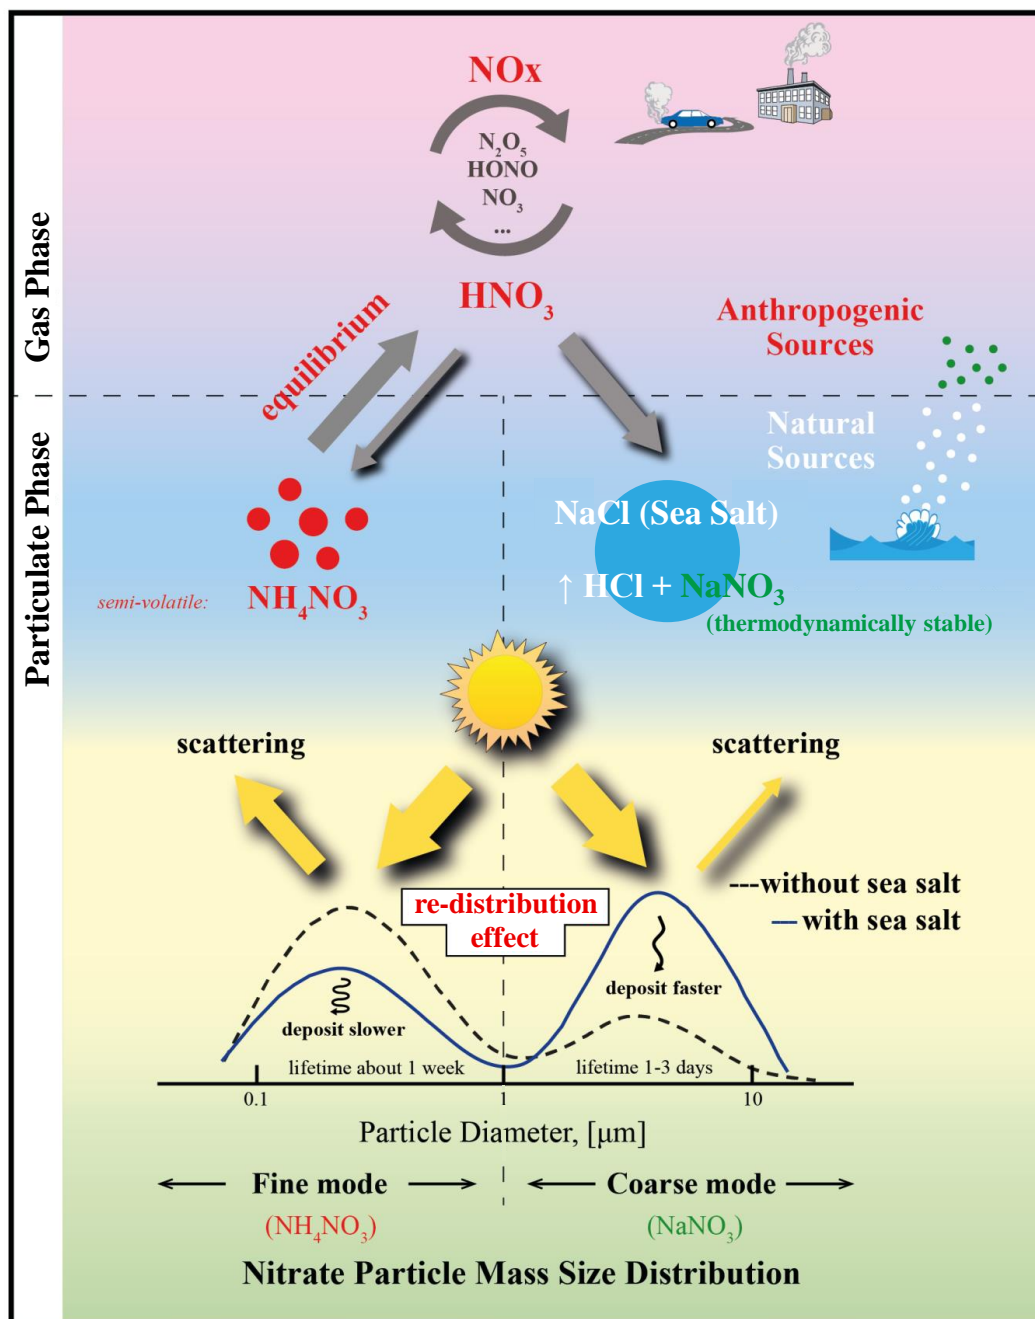 Gas Phase
Particulate Phase
NOx
N₂O₅
HONO
NO₃
...
HNO₃
equilibrium
Anthropogenic
Sources
Natural
Sources
NaCl (Sea Salt)
↑ HCl + NaNO₃
(thermodynamically stable)
semi-volatile:
NH₄NO₃
scattering
scattering
---without sea salt
—with sea salt
re-distribution
effect
deposit slower
deposit faster
lifetime about 1 week
lifetime 1-3 days
0.1
1
10
Particle Diameter, [μm]
Fine mode
Coarse mode
(NH₄NO₃)
(NaNO₃)
Nitrate Particle Mass Size Distribution